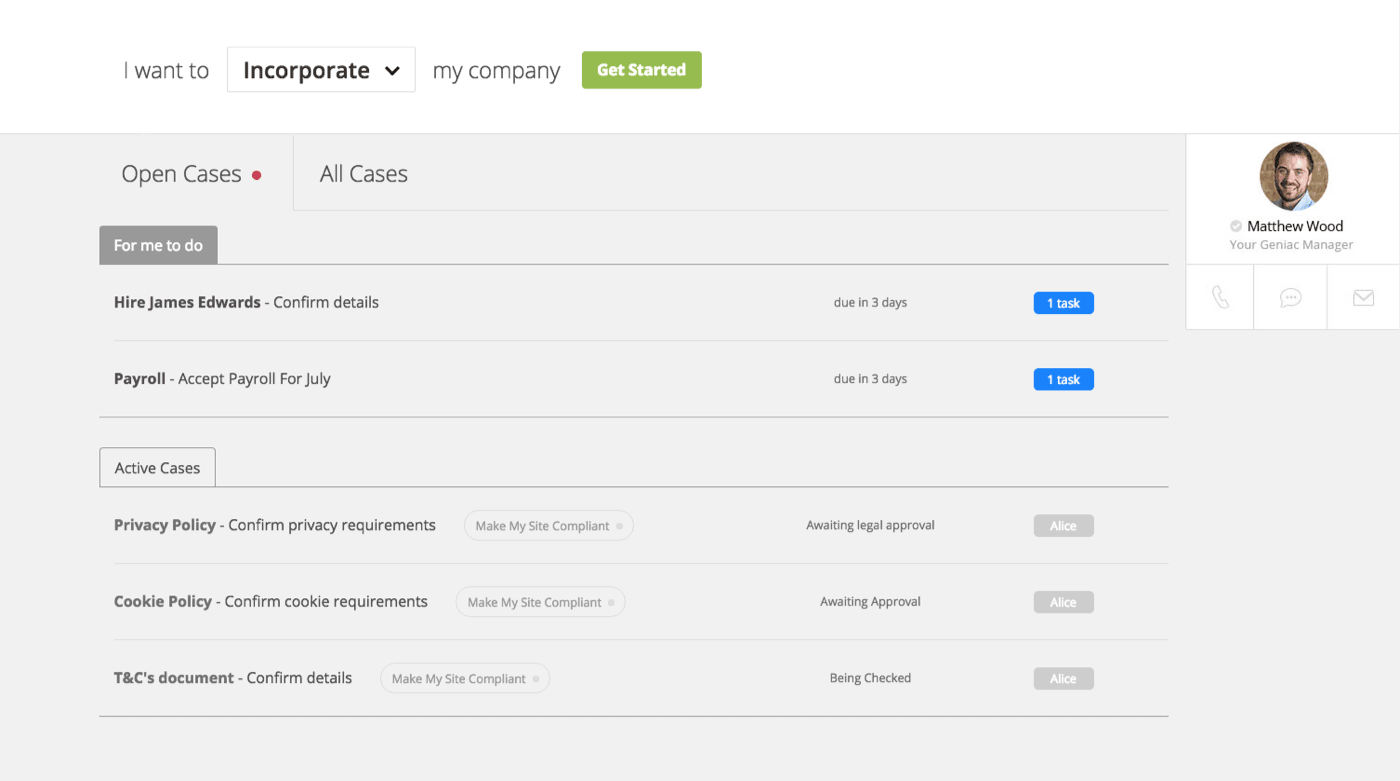 I want to Incorporate my company Get Started
Open Cases All Cases
Matthew Wood
Your Geniac Manager
For me to do
Hire James Edwards - Confirm details due in 3 days 1 task
Payroll - Accept Payroll For July due in 3 days 1 task
Active Cases
Privacy Policy - Confirm privacy requirements Make My Site Compliant Awaiting legal approval Alice
Cookie Policy - Confirm cookie requirements Make My Site Compliant Awaiting Approval Alice
T&C's document - Confirm details Make My Site Compliant Being Checked Alice